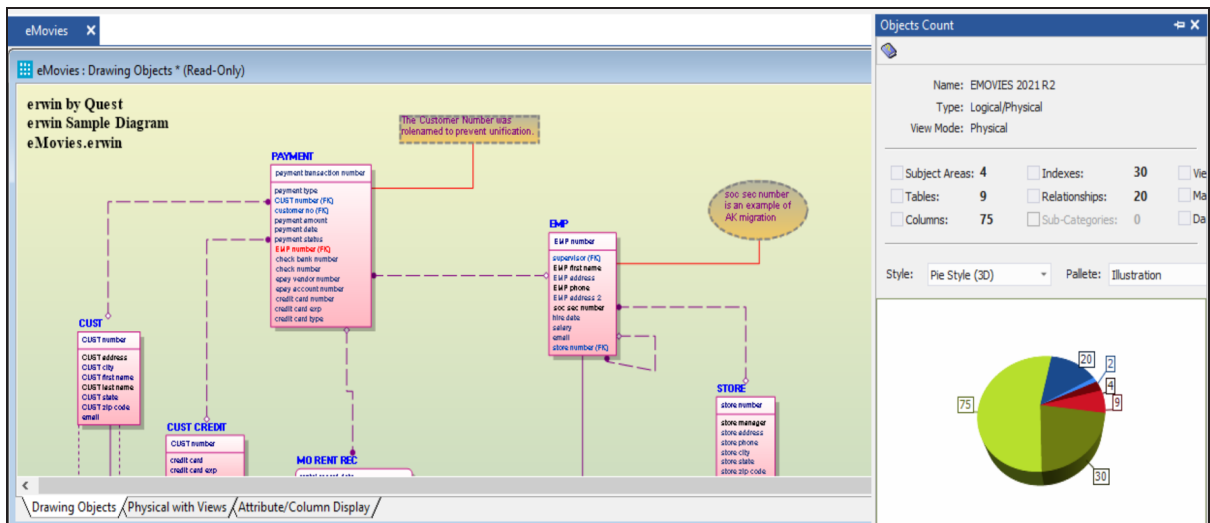 eMovies X
eMovies : Drawing Objects * (Read-Only)
erwin by Quest
erwin Sample Diagram
eMovies.erwin
The Customer Number was
rolenamed to prevent unification.
PAYMENT
payment transaction number
payment type
CUST number (FK)
customer no (FK)
payment amount
payment date
payment status
EMP number (FK)
check bank number
check number
epay vendor number
epay account number
credit card number
credit card exp
credit card type
soc sec number
is an example of
AK migration
EMP
EMP number
supervisor (FK)
EMP first name
EMP address
EMP phone
EMP address 2
soc sec number
hire date
salary
email
store number (FK)
CUST
CUST number
CUST address
CUST city
CUST first name
CUST last name
CUST state
CUST zip code
email
CUST CREDIT
CUST number
credit card
credit card exp
MO RENT REC
STORE
store number
store manager
store address
store phone
store city
store state
store zip code
Drawing Objects
Physical with Views
Attribute/Column Display
Objects Count
Name: EMOVIES 2021 R2
Type: Logical/Physical
View Mode: Physical
Subject Areas: 4 Indexes: 30 Vie
Tables: 9 Relationships: 20 Ma
Columns: 75 Sub-Categories: 0 Da
Style: Pie Style (3D) Pallete: Illustration
20
2
4
9
75
30